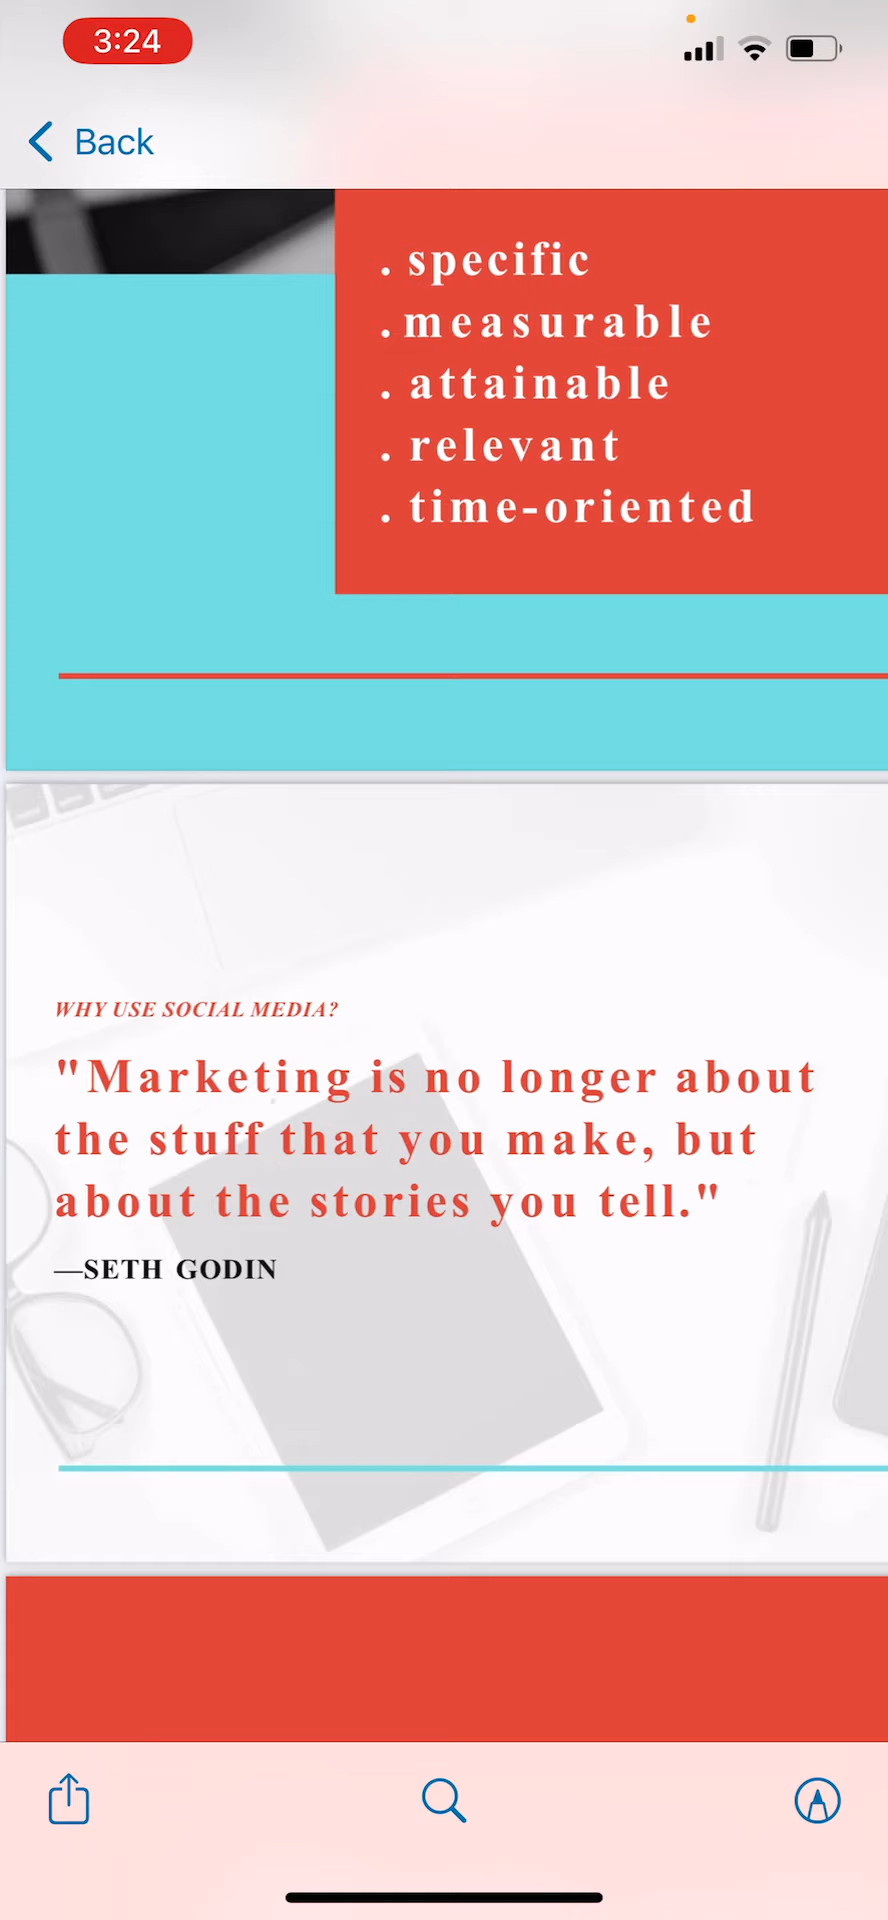 3:24
Back
. specific
. measurable
. attainable
. relevant
. time-oriented
WHY USE SOCIAL MEDIA?
"Marketing is no longer about
the stuff that you make, but
about the stories you tell."
—SETH GODIN